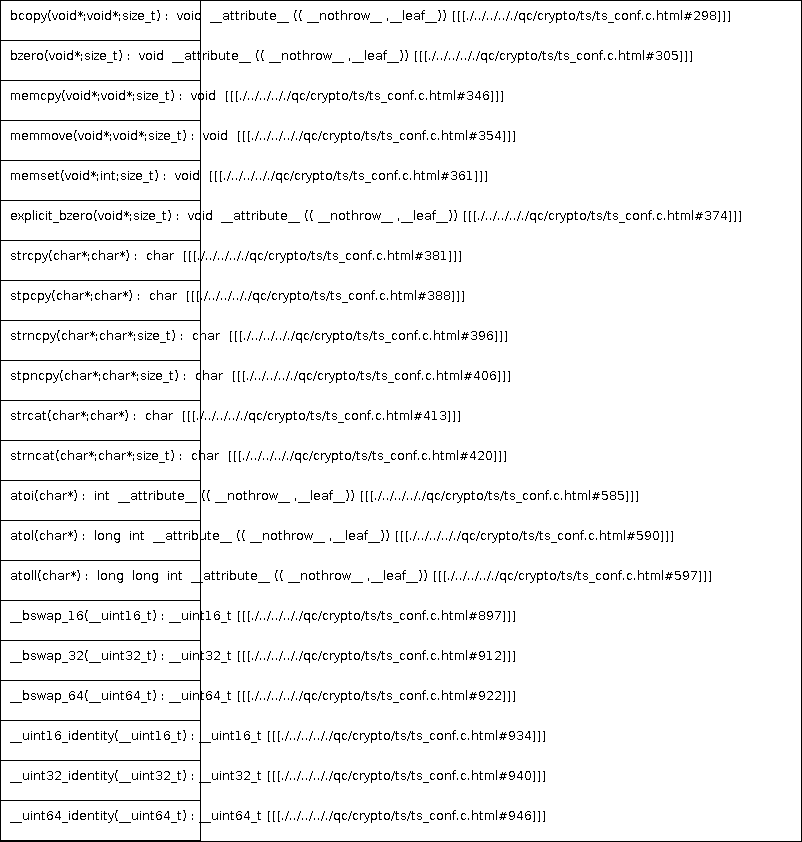 bcopy(void*;void*;size_t) : void __attribute__ (( __nothrow__ ,__leaf__)) [[[./../../../../qc/crypto/ts/ts_conf.c.html#298]]]
bzero(void*;size_t) : void __attribute__ (( __nothrow__ ,__leaf__)) [[[./../../../../qc/crypto/ts/ts_conf.c.html#305]]]
memcpy(void*;void*;size_t) : void [[[./../../../../qc/crypto/ts/ts_conf.c.html#346]]]
memmove(void*;void*;size_t) : void [[[./../../../../qc/crypto/ts/ts_conf.c.html#354]]]
memset(void*;int;size_t) : void [[[./../../../../qc/crypto/ts/ts_conf.c.html#361]]]
explicit_bzero(void*;size_t) : void __attribute__ (( __nothrow__ ,__leaf__)) [[[./../../../../qc/crypto/ts/ts_conf.c.html#374]]]
strcpy(char*;char*) : char [[[./../../../../qc/crypto/ts/ts_conf.c.html#381]]]
stpcpy(char*;char*) : char [[[./../../../../qc/crypto/ts/ts_conf.c.html#388]]]
strncpy(char*;char*;size_t) : char [[[./../../../../qc/crypto/ts/ts_conf.c.html#396]]]
stpncpy(char*;char*;size_t) : char [[[./../../../../qc/crypto/ts/ts_conf.c.html#406]]]
strcat(char*;char*) : char [[[./../../../../qc/crypto/ts/ts_conf.c.html#413]]]
strncat(char*;char*;size_t) : char [[[./../../../../qc/crypto/ts/ts_conf.c.html#420]]]
atoi(char*) : int __attribute__ (( __nothrow__ ,__leaf__)) [[[./../../../../qc/crypto/ts/ts_conf.c.html#585]]]
atol(char*) : long int __attribute__ (( __nothrow__ ,__leaf__)) [[[./../../../../qc/crypto/ts/ts_conf.c.html#590]]]
atoll(char*) : long long int __attribute__ (( __nothrow__ ,__leaf__)) [[[./../../../../qc/crypto/ts/ts_conf.c.html#597]]]
__bswap_16(__uint16_t) : __uint16_t [[[./../../../../qc/crypto/ts/ts_conf.c.html#897]]]
__bswap_32(__uint32_t) : __uint32_t [[[./../../../../qc/crypto/ts/ts_conf.c.html#912]]]
__bswap_64(__uint64_t) : __uint64_t [[[./../../../../qc/crypto/ts/ts_conf.c.html#922]]]
__uint16_identity(__uint16_t) : __uint16_t [[[./../../../../qc/crypto/ts/ts_conf.c.html#934]]]
__uint32_identity(__uint32_t) : __uint32_t [[[./../../../../qc/crypto/ts/ts_conf.c.html#940]]]
__uint64_identity(__uint64_t) : __uint64_t [[[./../../../../qc/crypto/ts/ts_conf.c.html#946]]]